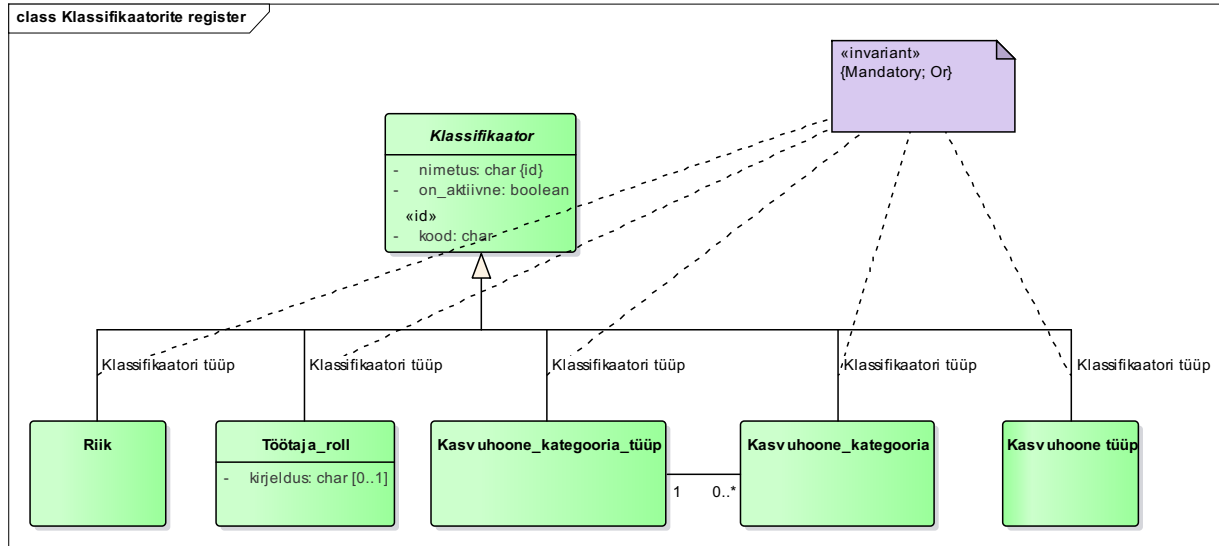 class Klassifikaatorite register
«invariant»
{Mandatory; Or}
Klassifikaator
- nimetus: char {id}
- on_aktiivne: boolean
«id»
- kood: char
Klassifikaatori tüüp
Klassifikaatori tüüp
Klassifikaatori tüüp
Klassifikaatori tüüp
Klassifikaatori tüüp
Riik
Töötaja_roll
- kirjeldus: char [0..1]
Kasvuhoone_kategooria_tüüp
1
0..*
Kasvuhoone_kategooria
Kasvuhoone tüüp